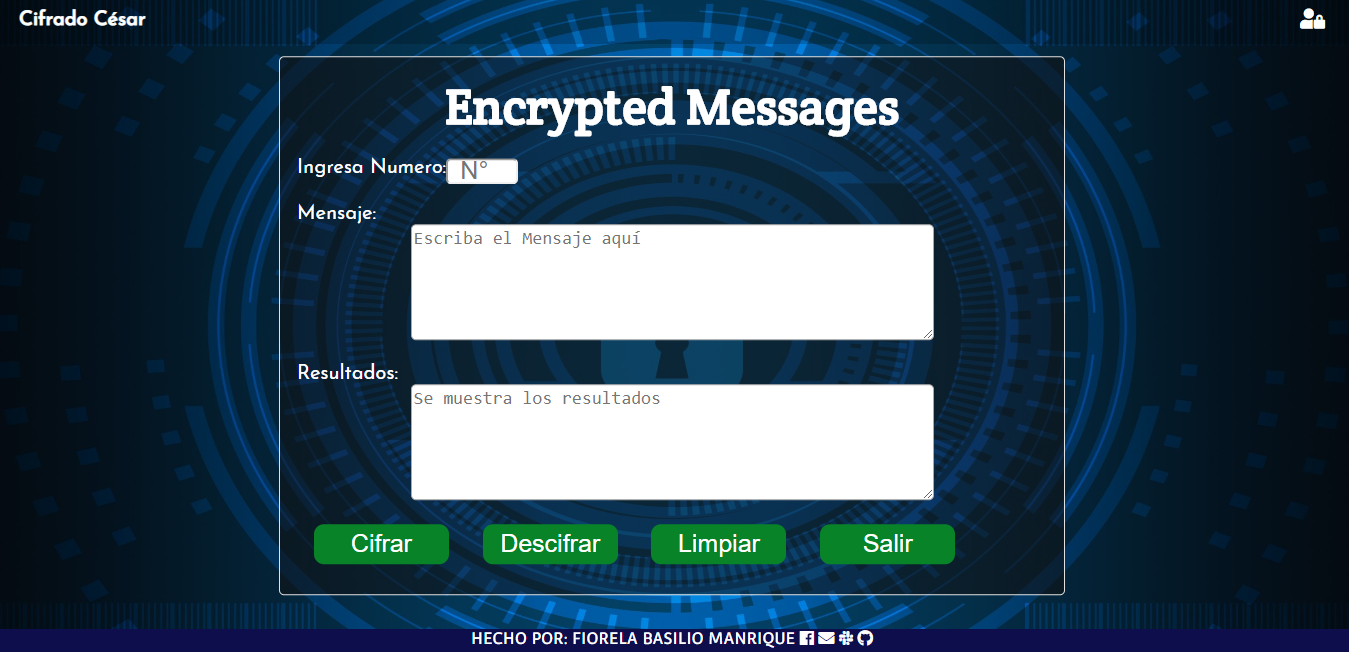 Cifrado César
Encrypted Messages
Ingresa Numero: N°
Mensaje:
Escriba el Mensaje aquí
Resultados:
Se muestra los resultados
Cifrar Descifrar Limpiar Salir
HECHO POR: FIORELA BASILIO MANRIQUE